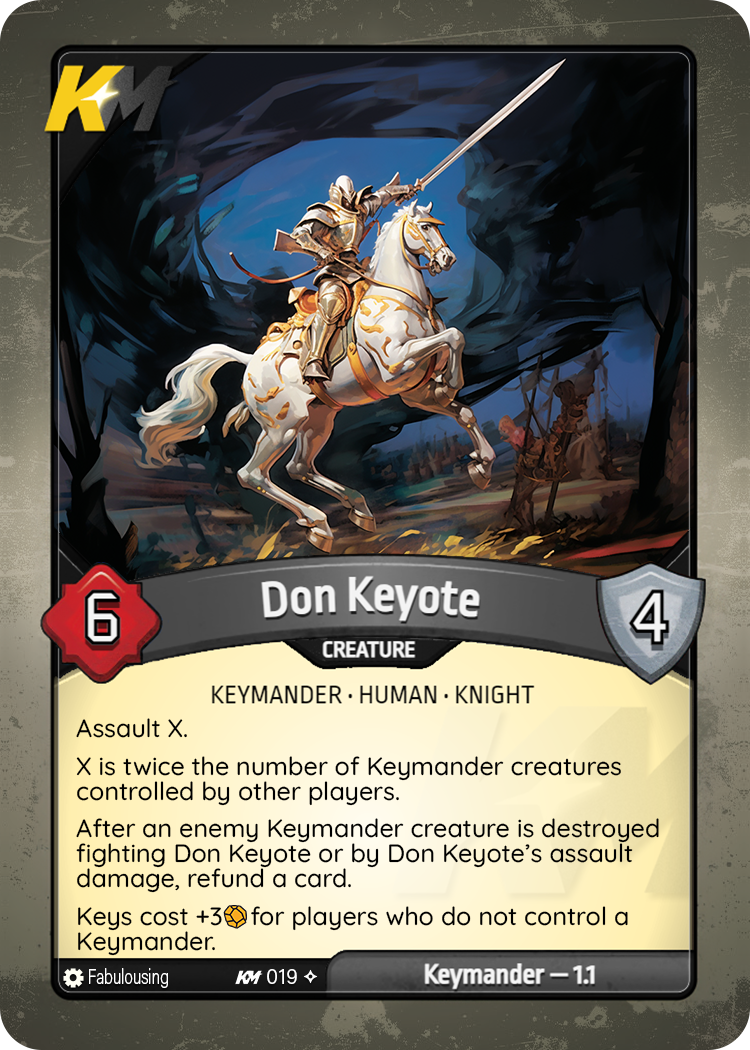 KM
Don Keyote
6
4
CREATURE
KEYMANDER • HUMAN • KNIGHT
Assault X.
X is twice the number of Keymander creatures
controlled by other players.
After an enemy Keymander creature is destroyed
fighting Don Keyote or by Don Keyote’s assault
damage, refund a card.
Keys cost +3 for players who do not control a
Keymander.
Fabulousing
KM 019
Keymander — 1.1